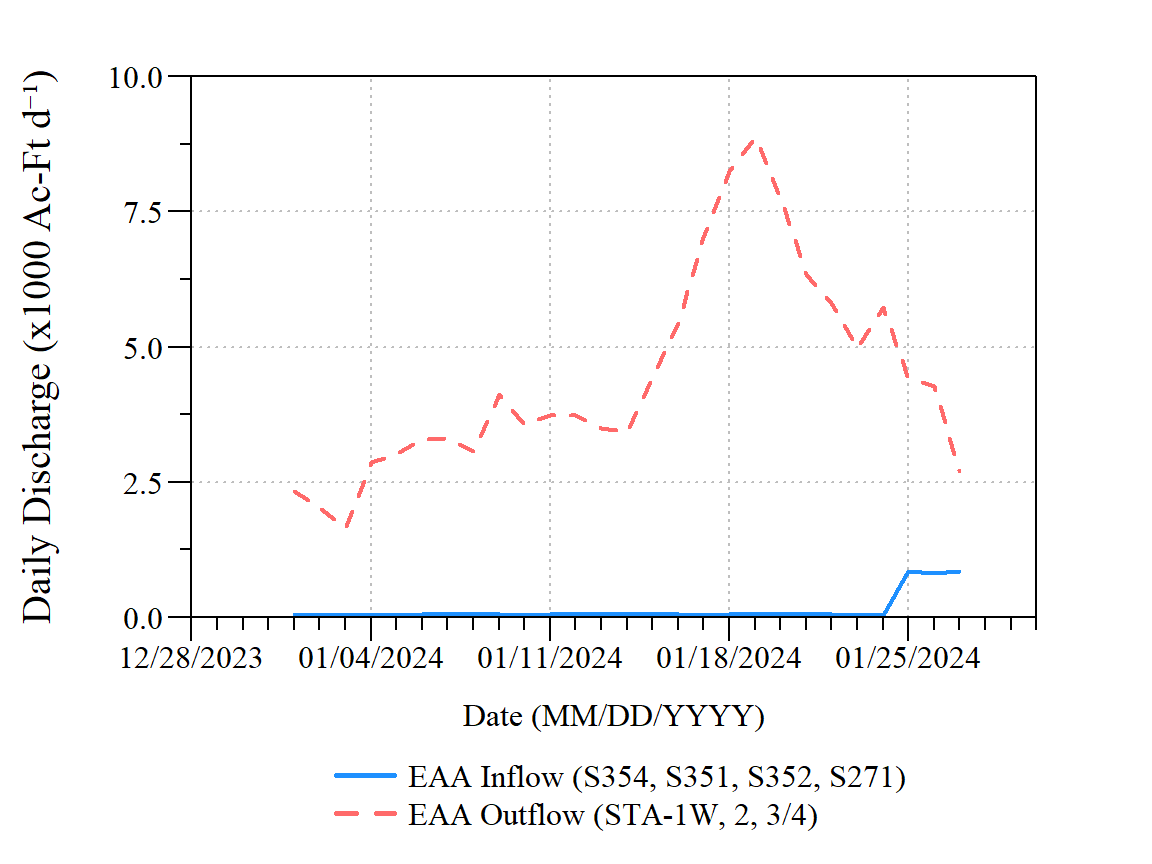 Daily Discharge (x1000 Ac-Ft d⁻¹)
10.0
7.5
5.0
2.5
0.0
12/28/2023 01/04/2024 01/11/2024 01/18/2024 01/25/2024
Date (MM/DD/YYYY)
EAA Inflow (S354, S351, S352, S271)
EAA Outflow (STA-1W, 2, 3/4)